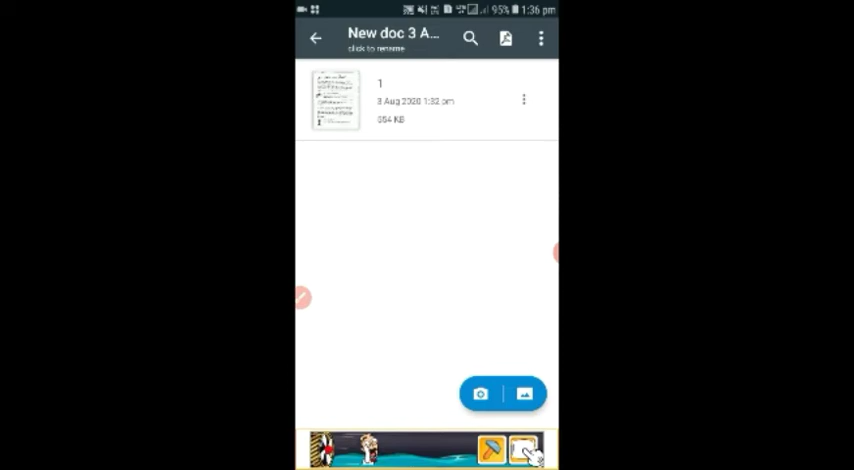 95% 1:36 pm
New doc 3 A...
click to rename
1
3 Aug 2020 1:32 pm
654 KB